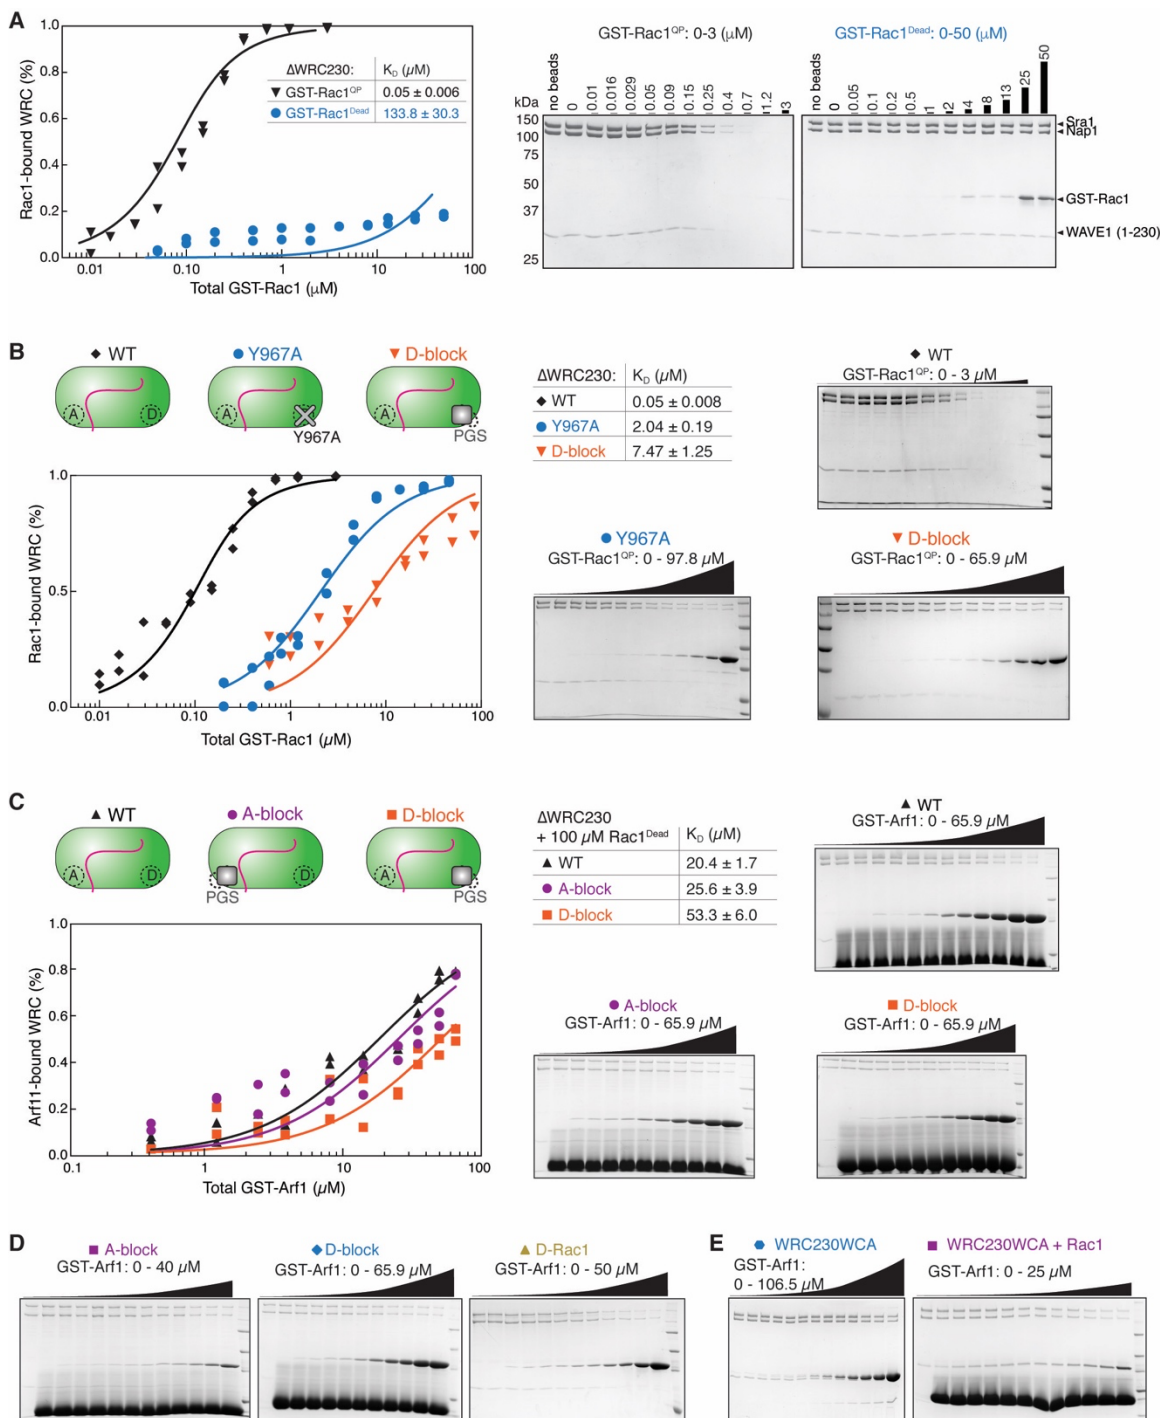 A
1.0
0.8
0.6
0.4
0.2
0
Rac1-bound WRC (%)
0.01
0.10
1
10
100
Total GST-Rac1 (μM)
ΔWRC230: K_D (μM)
GST-Rac1^QP 0.05 ± 0.006
GST-Rac1^Dead 133.8 ± 30.3
GST-Rac1^QP: 0-3 (μM)
no beads 0 0.01 0.016 0.029 0.05 0.09 0.15 0.25 0.4 0.7 1.2 3
kDa
150
100
75
50
37
25
GST-Rac1^Dead: 0-50 (μM)
no beads 0 0.05 0.1 0.2 0.5 1 2 4 8 13 25 50
Sra1
Nap1
GST-Rac1
WAVE1 (1-230)
B
WT
Y967A
D-block
A D
A
Y967A
A
PGS
1.0
0.5
0.0
Rac1-bound WRC (%)
0.01 0.10 1 10 100
Total GST-Rac1 (μM)
ΔWRC230: K_D (μM)
WT 0.05 ± 0.008
Y967A 2.04 ± 0.19
D-block 7.47 ± 1.25
WT
GST-Rac1^QP: 0 - 3 μM
Y967A
GST-Rac1^QP: 0 - 97.8 μM
D-block
GST-Rac1^QP: 0 - 65.9 μM
C
WT
A-block
D-block
A D
D
PGS
A
PGS
1.0
0.8
0.6
0.4
0.2
0.0
Arf11-bound WRC (%)
0.1 1 10 100
Total GST-Arf1 (μM)
ΔWRC230
+ 100 μM Rac1^Dead K_D (μM)
WT 20.4 ± 1.7
A-block 25.6 ± 3.9
D-block 53.3 ± 6.0
WT
GST-Arf1: 0 - 65.9 μM
A-block
GST-Arf1: 0 - 65.9 μM
D-block
GST-Arf1: 0 - 65.9 μM
D
A-block
GST-Arf1: 0 - 40 μM
D-block
GST-Arf1: 0 - 65.9 μM
D-Rac1
GST-Arf1: 0 - 50 μM
E
WRC230WCA
GST-Arf1:
0 - 106.5 μM
WRC230WCA + Rac1
GST-Arf1: 0 - 25 μM